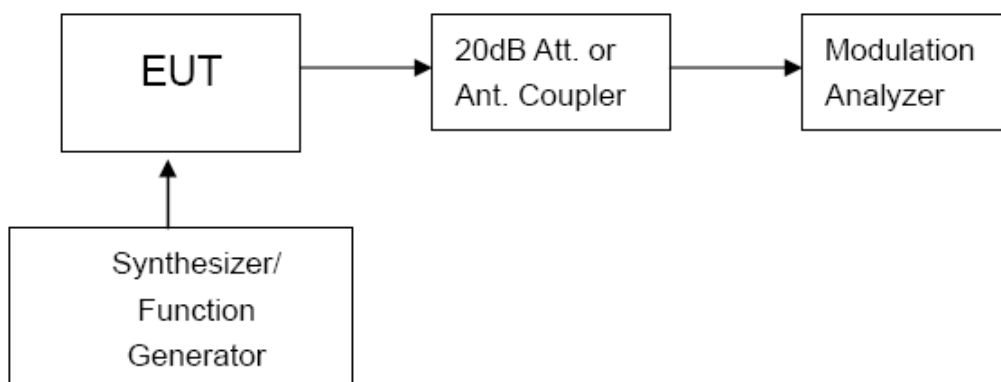 EUT
20dB Att. or
Ant. Coupler
Modulation
Analyzer
Synthesizer/
Function
Generator